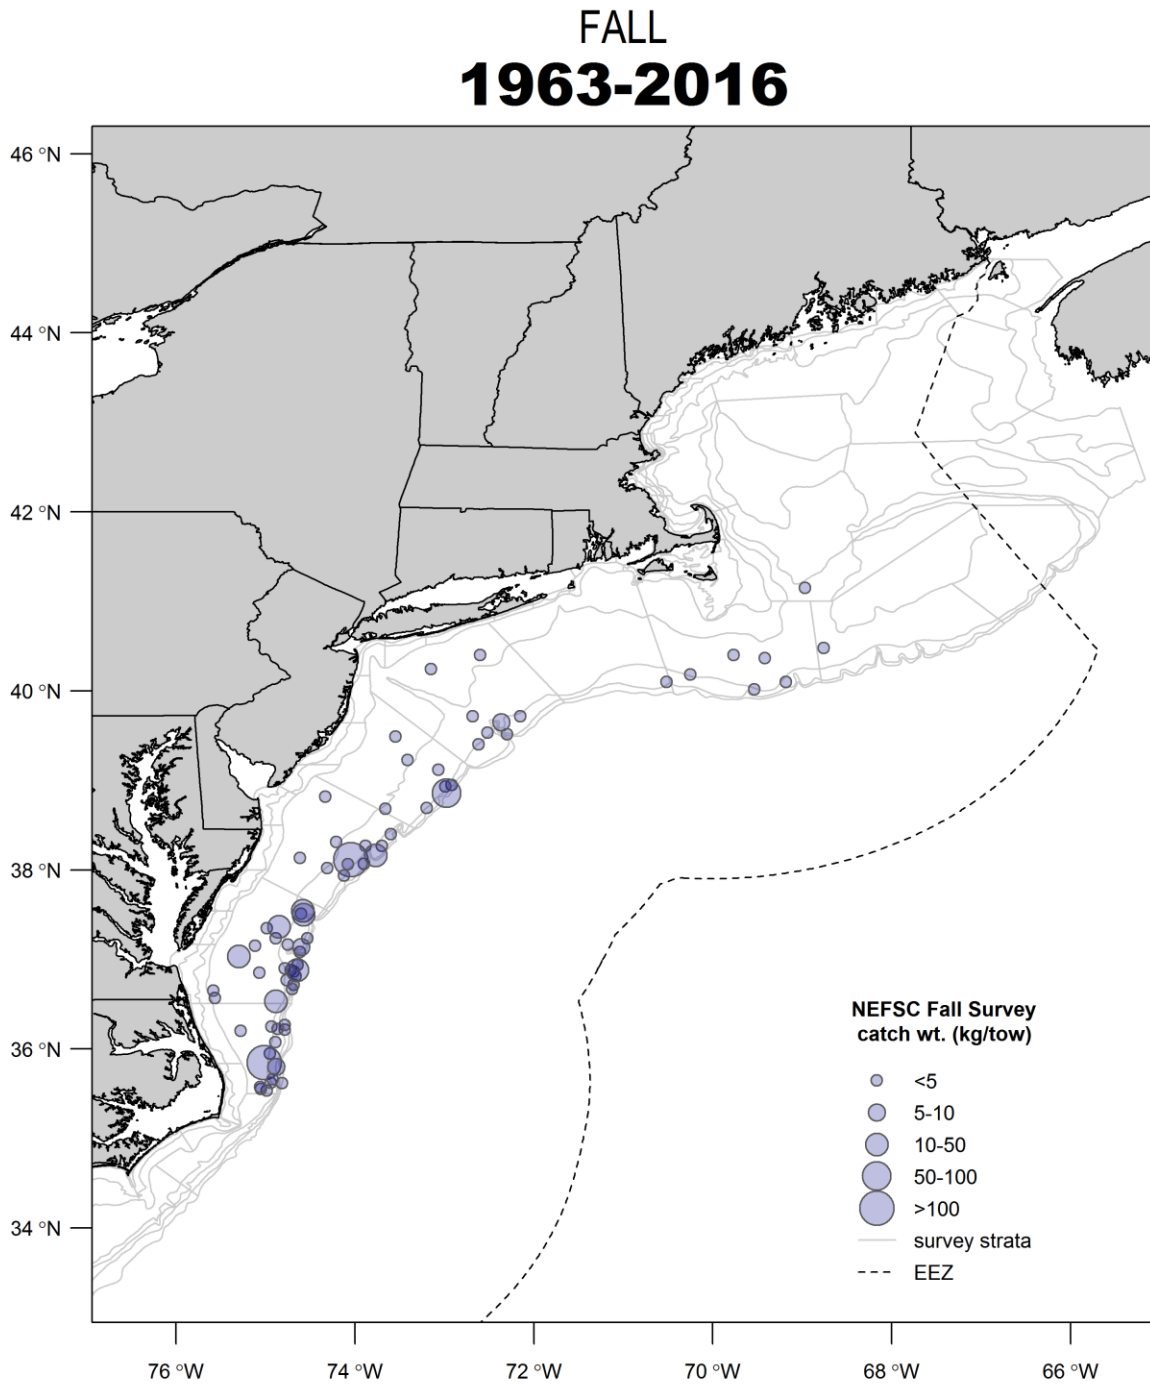 FALL
1963-2016
46 °N
44 °N
42 °N
40 °N
38 °N
36 °N
34 °N
NEFSC Fall Survey
catch wt. (kg/tow)
<5
5-10
10-50
50-100
>100
survey strata
EEZ
76 °W
74 °W
72 °W
70 °W
68 °W
66 °W